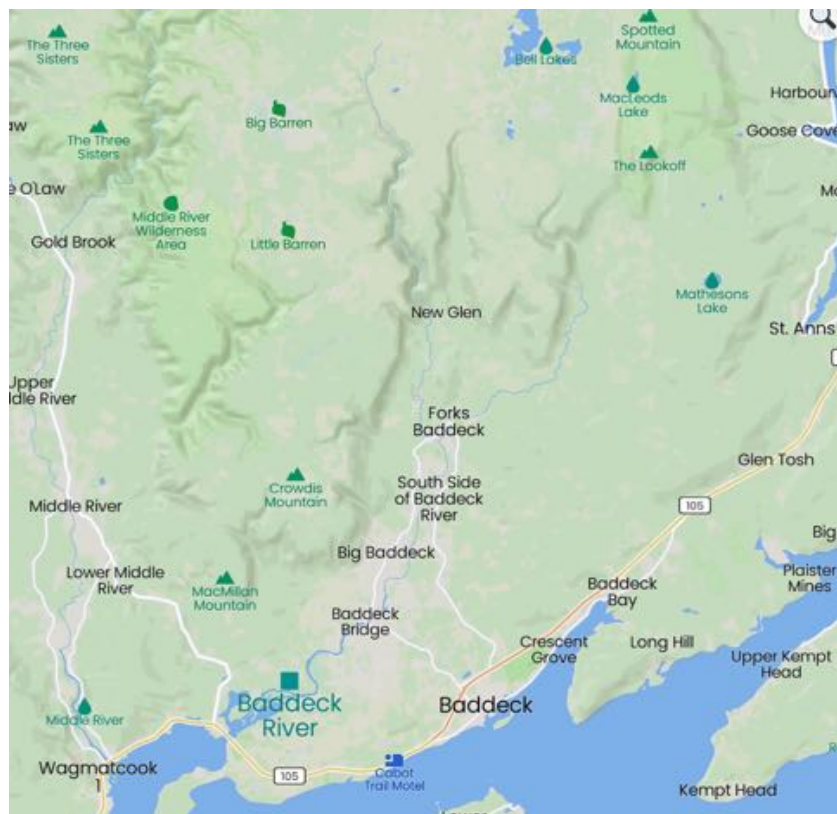 The Three
Sisters
Spotted
Mountain
Bell Lakes
MacLeods
Lake
Harbour
Big Barren
Goose Cove
The Three
Sisters
The Lookoff
e O'Law
Middle River
Wilderness
Area
Gold Brook
Little Barren
Mathesons
Lake
New Glen
St. Anns
Upper
dle River
Forks
Baddeck
Glen Tosh
Crowdis
Mountain
South Side
of Baddeck
River
Middle River
105
Big Baddeck
Big
Lower Middle
River
MacMillan
Mountain
Baddeck
Bay
Plaister
Mines
Baddeck
Bridge
Crescent
Grove
Long Hill
Upper Kempt
Head
Baddeck
River
Baddeck
Middle River
Wagmatcook
1
105
Cabot
Trail Motel
Kempt Head